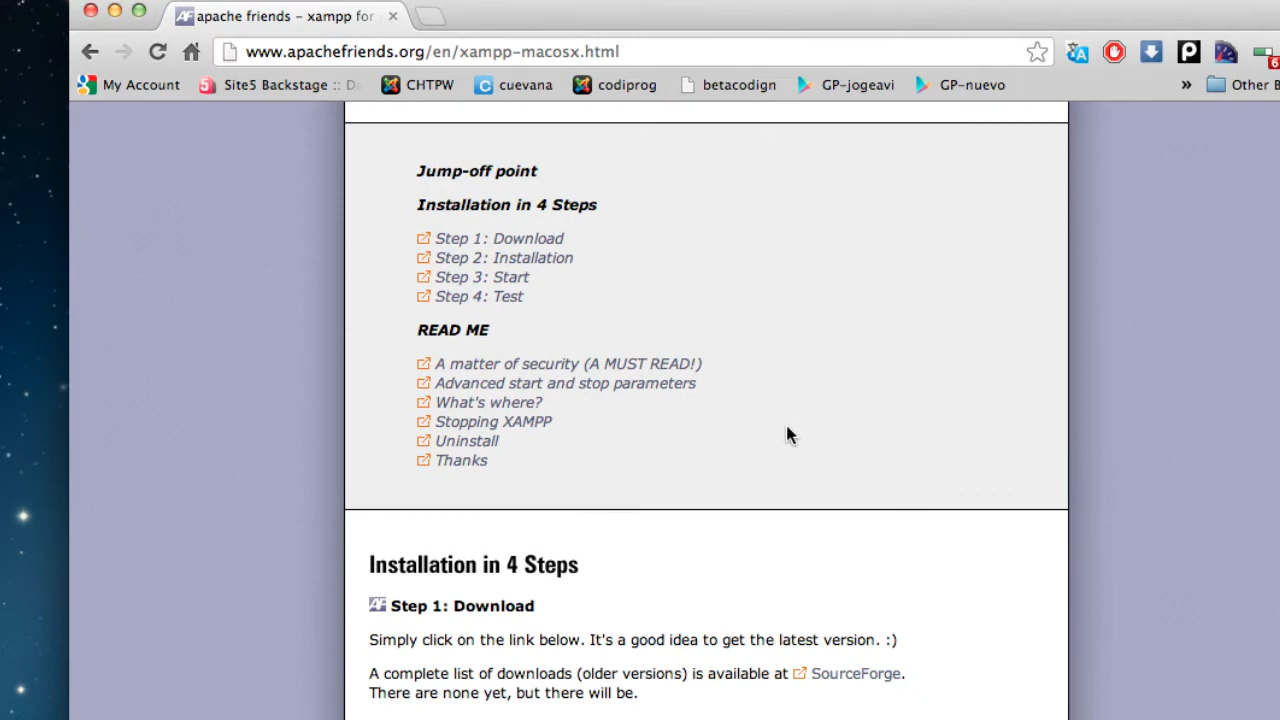 apache friends – xampp for
www.apachefriends.org/en/xampp-macosx.html
My Account Site5 Backstage :: Da CHTPW cuevana codiprog betacodign GP-jogeavi GP-nuevo » Other B
6
Jump-off point
Installation in 4 Steps
Step 1: Download
Step 2: Installation
Step 3: Start
Step 4: Test
READ ME
A matter of security (A MUST READ!)
Advanced start and stop parameters
What's where?
Stopping XAMPP
Uninstall
Thanks
Installation in 4 Steps
AF Step 1: Download
Simply click on the link below. It's a good idea to get the latest version. :)
A complete list of downloads (older versions) is available at SourceForge.
There are none yet, but there will be.